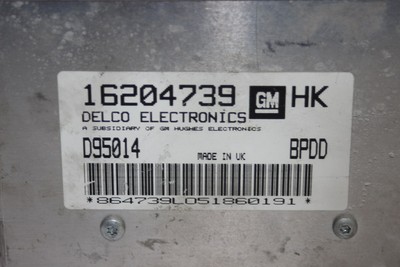 16204739 GM HK
DELCO ELECTRONICS
A SUBSIDIARY OF GM HUGHES ELECTRONICS
D95014 MADE IN UK BPDD
*864739L051860191*